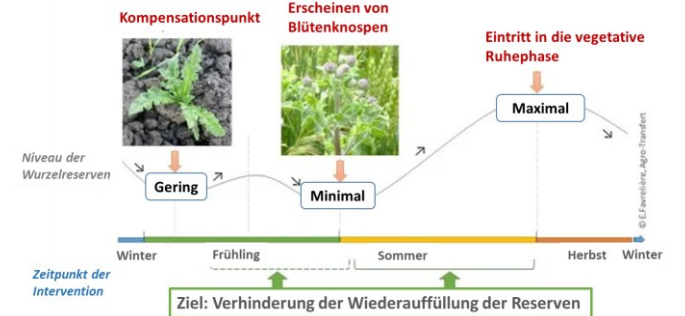 Kompensationspunkt
Erscheinen von
Blütenknospen
Eintritt in die vegetative
Ruhephase
Maximal
Niveau der
Wurzelreserven
Gering
Minimal
© E.Favrelière, Agro-Transfert
Winter
Frühling
Sommer
Herbst
Winter
Zeitpunkt der
Intervention
Ziel: Verhinderung der Wiederauffüllung der Reserven